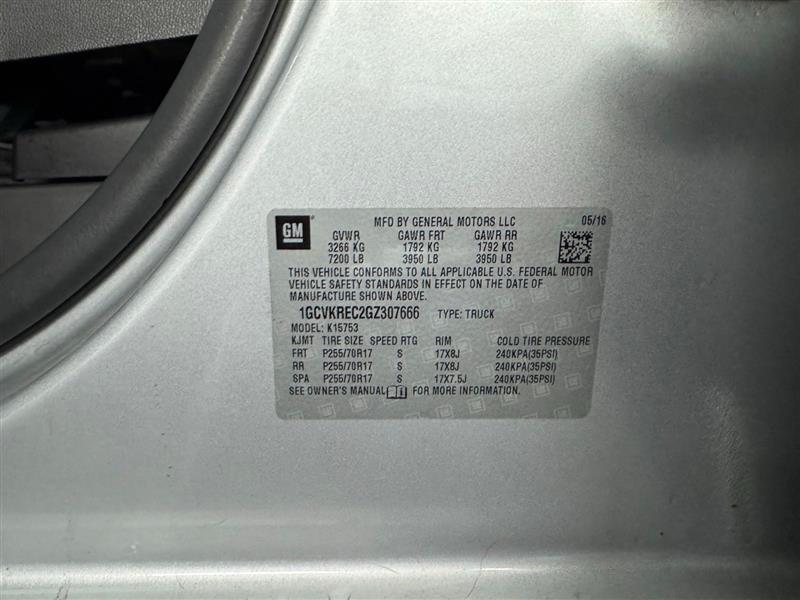 GM
MFD BY GENERAL MOTORS LLC 05/16
GVWR GAWR FRT GAWR RR
3266 KG 1792 KG 1792 KG
7200 LB 3950 LB 3950 LB
THIS VEHICLE CONFORMS TO ALL APPLICABLE U.S. FEDERAL MOTOR
VEHICLE SAFETY STANDARDS IN EFFECT ON THE DATE OF
MANUFACTURE SHOWN ABOVE.
1GCVKREC2GZ307666 TYPE: TRUCK
MODEL: K15753
KJMT TIRE SIZE SPEED RTG RIM COLD TIRE PRESSURE
FRT P255/70R17 S 17X8J 240KPA(35PSI)
RR P255/70R17 S 17X8J 240KPA(35PSI)
SPA P255/70R17 S 17X7.5J 240KPA(35PSI)
SEE OWNER'S MANUAL FOR MORE INFORMATION.